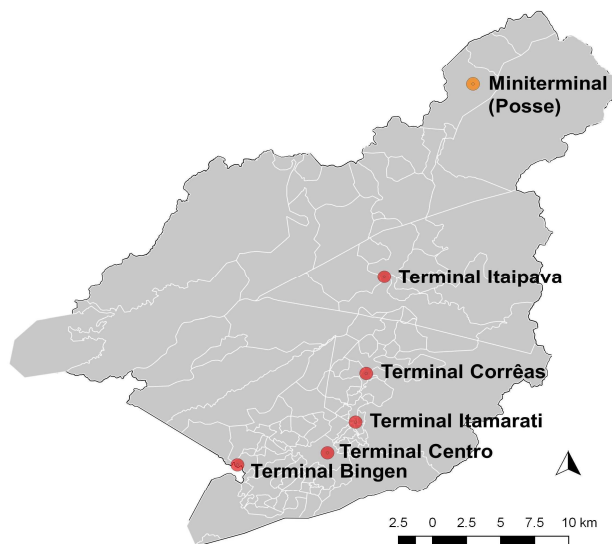 Miniterminal
(Posse)
Terminal Itaipava
Terminal Corrêas
Terminal Itamarati
Terminal Centro
Terminal Bingen
2.5 0 2.5 5 7.5 10 km